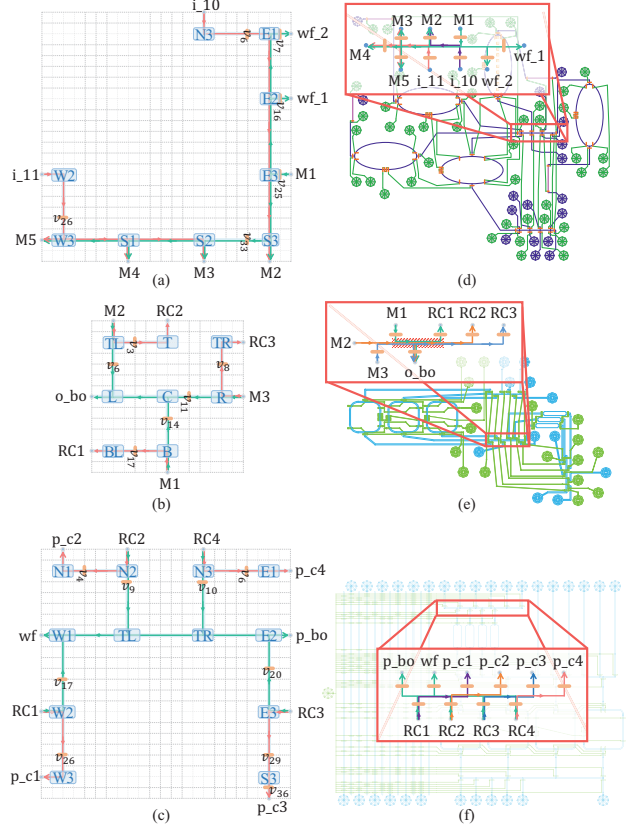 i_10
N3
v6
E1
v7
wf_2
E2
v16
wf_1
i_11
W2
E3
v25
M1
v26
M5
W3
S1
S2
v33
S3
M4
M3
M2
(a)
M3
M2
M1
M4
wf_1
M5
i_11
i_10
wf_2
(d)
M2
RC2
TL
v3
T
TR
RC3
v6
v8
o_bo
L
C
v11
R
M3
v14
RC1
BL
v17
B
M1
(b)
M1
RC1
RC2
RC3
M2
M3
o_bo
(e)
p_c2
RC2
RC4
N1
v4
N2
N3
v6
E1
p_c4
v9
v10
wf
W1
TL
TR
E2
p_bo
v17
v20
RC1
W2
E3
RC3
v26
v29
p_c1
W3
S3
v36
p_c3
(c)
p_bo
wf
p_c1
p_c2
p_c3
p_c4
RC1
RC2
RC3
RC4
(f)